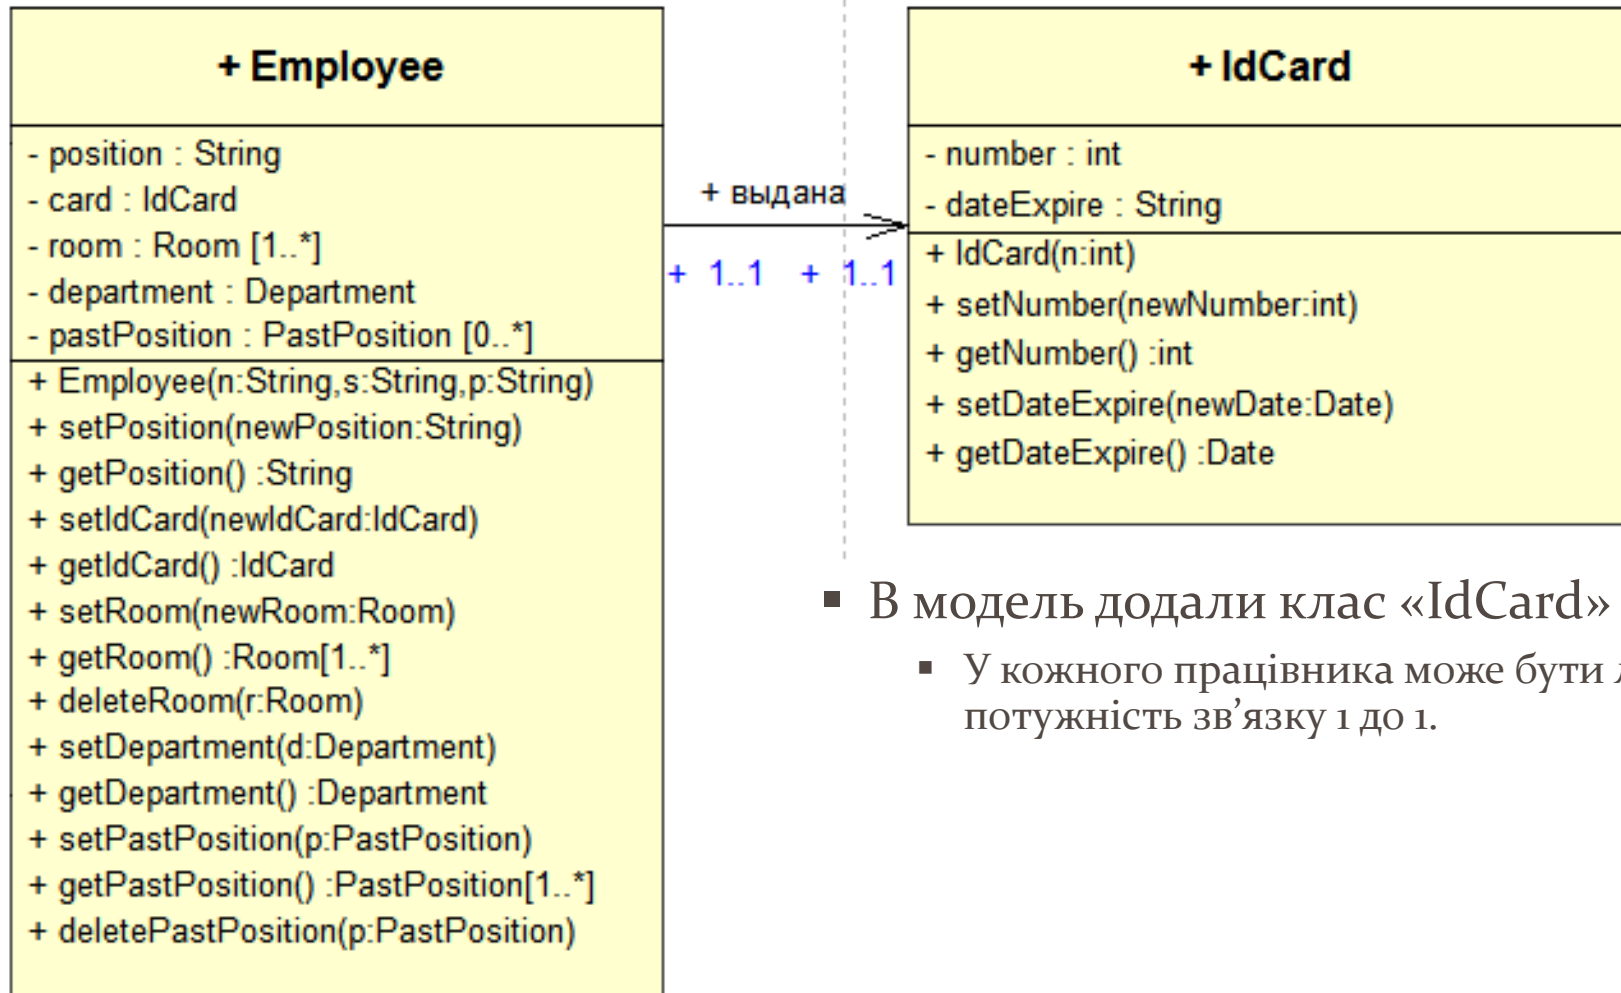 + Employee
- position : String
- card : IdCard
- room : Room [1..*]
- department : Department
- pastPosition : PastPosition [0..*]
+ Employee(n:String,s:String,p:String)
+ setPosition(newPosition:String)
+ getPosition() :String
+ setIdCard(newIdCard:IdCard)
+ getIdCard() :IdCard
+ setRoom(newRoom:Room)
+ getRoom() :Room[1..*]
+ deleteRoom(r:Room)
+ setDepartment(d:Department)
+ getDepartment() :Department
+ setPastPosition(p:PastPosition)
+ getPastPosition() :PastPosition[1..*]
+ deletePastPosition(p:PastPosition)
+ выдана
+ 1..1 + 1..1
+ IdCard
- number : int
- dateExpire : String
+ IdCard(n:int)
+ setNumber(newNumber:int)
+ getNumber() :int
+ setDateExpire(newDate:Date)
+ getDateExpire() :Date
▪ В модель додали клас «IdCard»
▪ У кожного працівника може бути
потужність зв’язку 1 до 1.